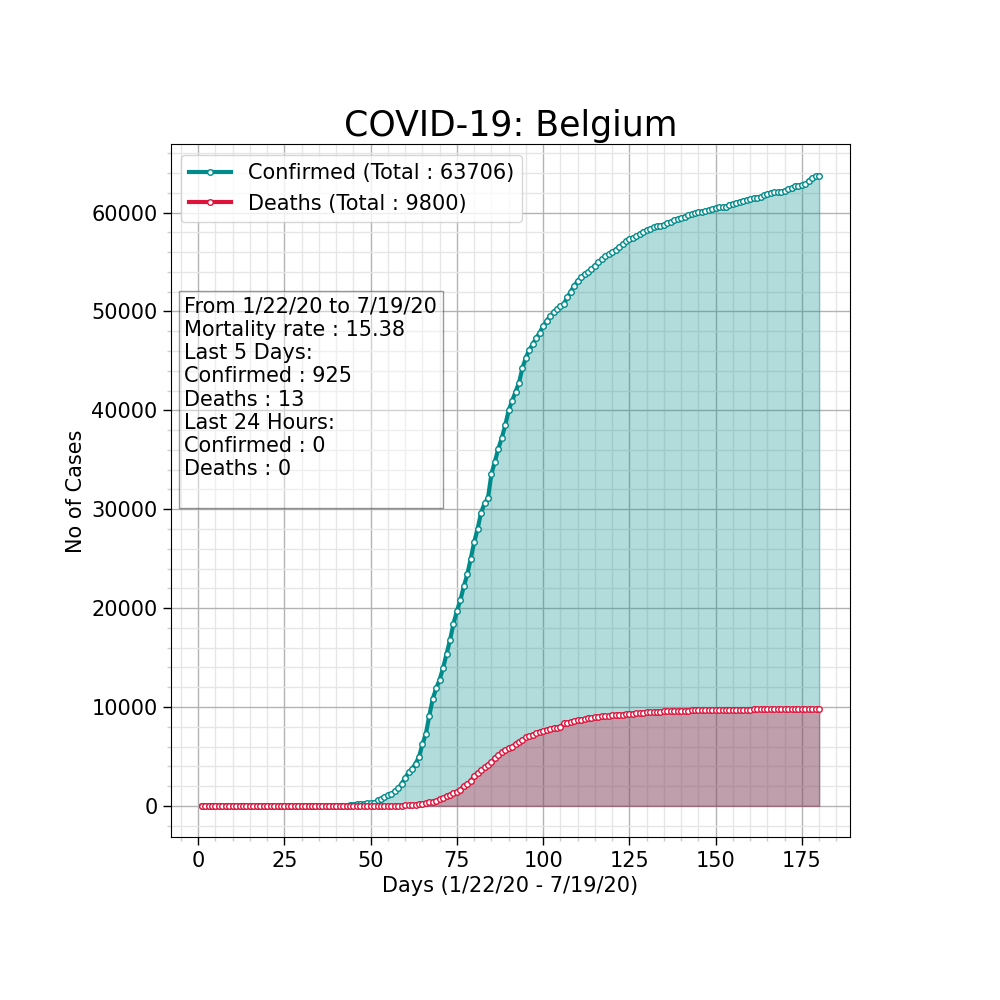 COVID-19: Belgium
Confirmed (Total : 63706)
Deaths (Total : 9800)
From 1/22/20 to 7/19/20
Mortality rate : 15.38
Last 5 Days:
Confirmed : 925
Deaths : 13
Last 24 Hours:
Confirmed : 0
Deaths : 0
No of Cases
60000
50000
40000
30000
20000
10000
0
0 25 50 75 100 125 150 175
Days (1/22/20 - 7/19/20)